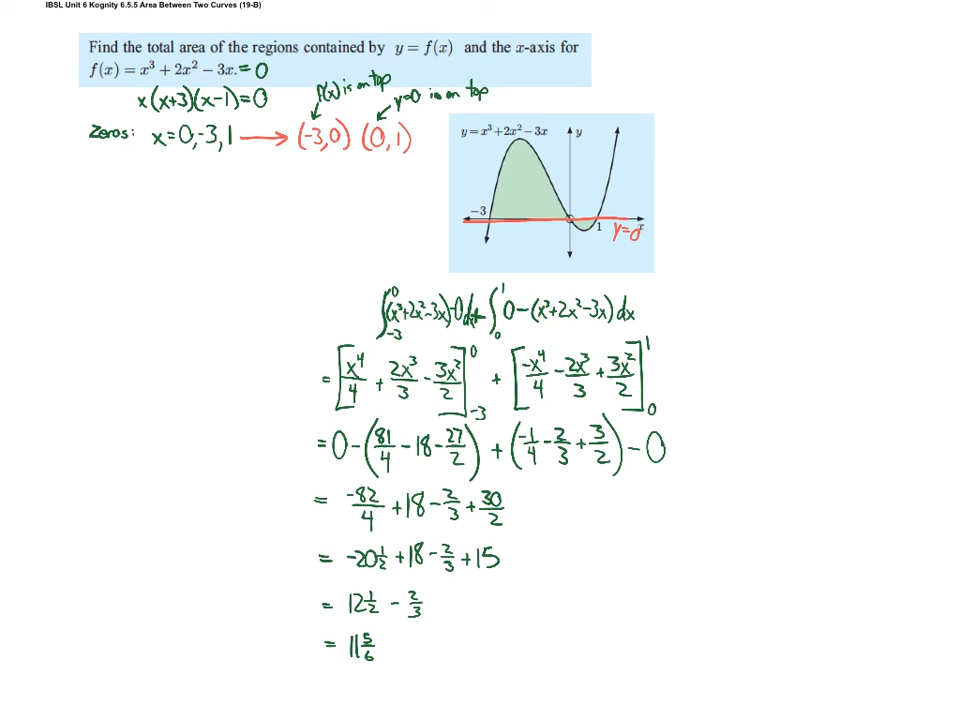 IBSL Unit 6 Kognity 6.5.5 Area Between Two Curves (19-B)
Find the total area of the regions contained by y = f(x) and the x-axis for
f(x) = x³ + 2x² − 3x. = 0
x(x+3)(x−1)=0
f(x) is on top
y=0 is on top
Zeros: x=0,-3,1 → (-3,0) (0,1)
y = x³ + 2x² − 3x
y
−3
1
x
y=0
∫₋₃⁰ (x³+2x²−3x)−0 dx + ∫₀¹ 0−(x³+2x²−3x)dx
= [x⁴/4 + 2x³/3 − 3x²/2]₋₃⁰ + [−x⁴/4 − 2x³/3 + 3x²/2]₀¹
= 0 − (81/4 − 18 − 27/2) + (−1/4 − 2/3 + 3/2) − 0
= −82/4 + 18 − 2/3 + 30/2
= −20 1/2 + 18 − 2/3 + 15
= 12 1/2 − 2/3
= 11 5/6